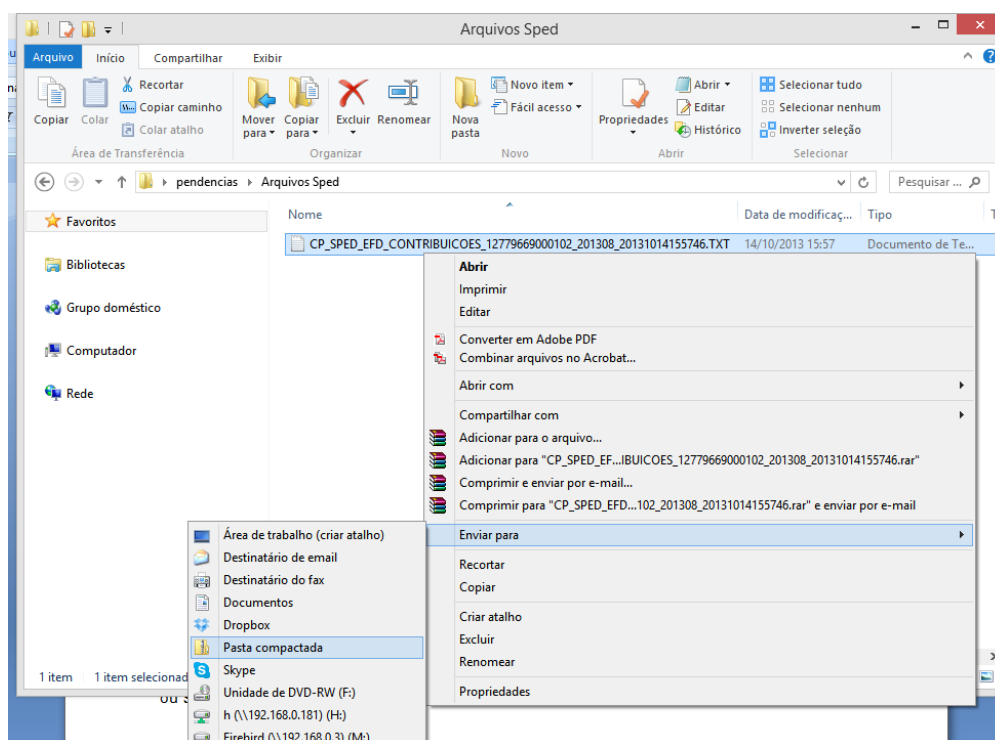 Arquivos Sped
Arquivo Início Compartilhar Exibir
Copiar
Colar
Recortar
Copiar caminho
Colar atalho
Área de Transferência
Mover para
Copiar para
Excluir
Renomear
Organizar
Nova pasta
Novo item
Fácil acesso
Novo
Propriedades
Abrir
Editar
Histórico
Abrir
Selecionar tudo
Selecionar nenhum
Inverter seleção
Selecionar
pendencias Arquivos Sped
Pesquisar ...
Favoritos
Bibliotecas
Grupo doméstico
Computador
Rede
Nome Data de modificaç... Tipo T
CP_SPED_EFD_CONTRIBUICOES_12779669000102_201308_20131014155746.TXT 14/10/2013 15:57 Documento de Te...
Abrir
Imprimir
Editar
Converter em Adobe PDF
Combinar arquivos no Acrobat...
Abrir com
Compartilhar com
Adicionar para o arquivo...
Adicionar para "CP_SPED_EF...IBUICOES_12779669000102_201308_20131014155746.rar"
Comprimir e enviar por e-mail...
Comprimir para "CP_SPED_EFD...102_201308_20131014155746.rar" e enviar por e-mail
Enviar para
Recortar
Copiar
Criar atalho
Excluir
Renomear
Propriedades
Área de trabalho (criar atalho)
Destinatário de email
Destinatário do fax
Documentos
Dropbox
Pasta compactada
Skype
Unidade de DVD-RW (F:)
h (\\192.168.0.181) (H:)
Firebird (\\192.168.0.3) (M:)
1 item 1 item selecionad
ou